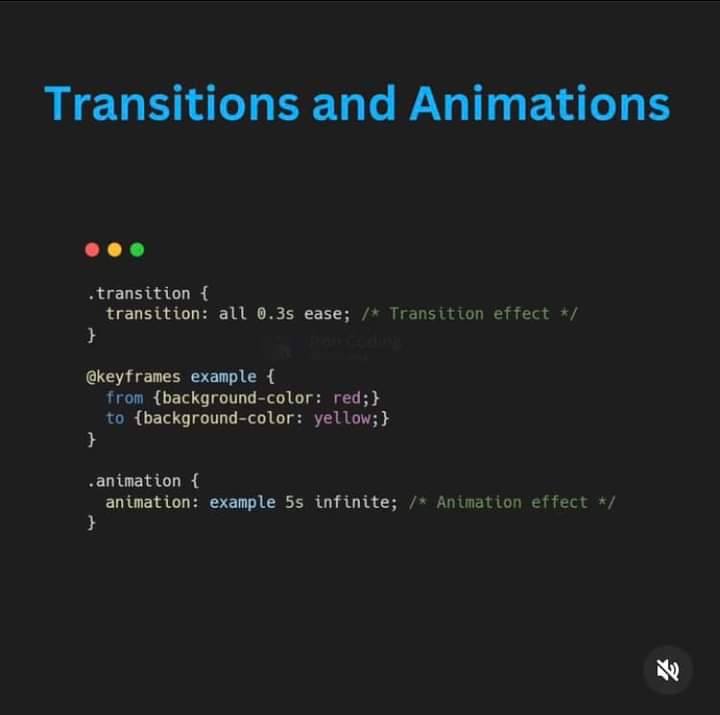 Transitions and Animations
.transition {
  transition: all 0.3s ease; /* Transition effect */
}
@keyframes example {
  from {background-color: red;}
  to {background-color: yellow;}
}
.animation {
  animation: example 5s infinite; /* Animation effect */
}